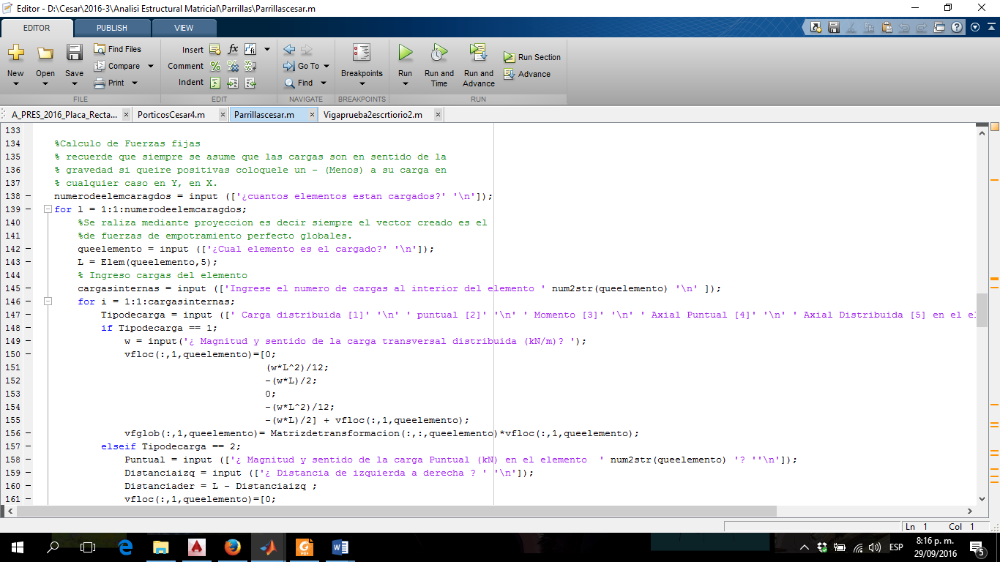 Editor - D:\Cesar\2016-3\Analisi Estructural Matricial\Parrillas\Parrillascesar.m
EDITOR PUBLISH VIEW
New Open Save Find Files Compare Print
Insert Comment Indent
Go To Find
Breakpoints
Run Run and Time Run and Advance Run Section Advance
FILE EDIT NAVIGATE BREAKPOINTS RUN
A_PRES_2016_Placa_Recta... PorticosCesar4.m Parrillascesar.m Vigaprueba2escrtiorio2.m
133
134 %Calculo de Fuerzas fijas
135 % recuerde que siempre se asume que las cargas son en sentido de la
136 % gravedad si queire positivas coloquele un - (Menos) a su carga en
137 % cualquier caso en Y, en X.
138 numerodeelemcaragdos = input (['¿cuantos elementos estan cargados?' '\n']);
139 for l = 1:1:numerodeelemcaragdos;
140 %Se raliza mediante proyeccion es decir siempre el vector creado es el
141 %de fuerzas de empotramiento perfecto globales.
142 queelemento = input (['¿Cual elemento es el cargado?' '\n']);
143 L = Elem(queelemento,5);
144 % Ingreso cargas del elemento
145 cargasinternas = input (['Ingrese el numero de cargas al interior del elemento ' num2str(queelemento) '\n' ]);
146 for i = 1:1:cargasinternas;
147 Tipodecarga = input ([' Carga distribuida [1]' '\n' ' puntual [2]' '\n' ' Momento [3]' '\n' ' Axial Puntual [4]' '\n' ' Axial Distribuida [5] en el el
148 if Tipodecarga == 1;
149 w = input('¿ Magnitud y sentido de la carga transversal distribuida (kN/m)? ');
150 vfloc(:,1,queelemento)=[0;
151 (w*L^2)/12;
152 -(w*L)/2;
153 0;
154 -(w*L^2)/12;
155 -(w*L)/2] + vfloc(:,1,queelemento);
156 vfglob(:,1,queelemento)= Matrizdetransformacion(:,:,queelemento)*vfloc(:,1,queelemento);
157 elseif Tipodecarga == 2;
158 Puntual = input (['¿ Magnitud y sentido de la carga Puntual (kN) en el elemento  ' num2str(queelemento) '? ''\n']);
159 Distanciaizq = input (['¿ Distancia de izquierda a derecha ? ' '\n']);
160 Distanciader = L - Distanciaizq ;
161 vfloc(:,1,queelemento)=[0;
Ln 1 Col 1
ESP
8:16 p. m.
29/09/2016
5